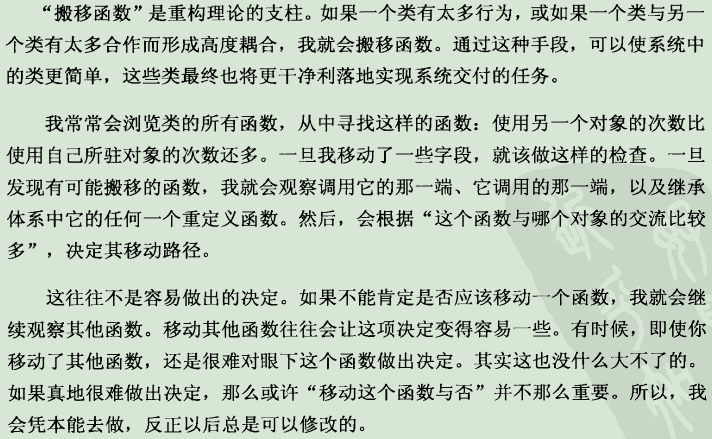 “搬移函数”是重构理论的支柱。如果一个类有太多行为，或如果一个类与另一
个类有太多合作而形成高度耦合，我就会搬移函数。通过这种手段，可以使系统中
的类更简单，这些类最终也将更干净利落地实现系统交付的任务。
我常常会浏览类的所有函数，从中寻找这样的函数：使用另一个对象的次数比
使用自己所驻对象的次数还多。一旦我移动了一些字段，就该做这样的检查。一旦
发现有可能搬移的函数，我就会观察调用它的那一端、它调用的那一端，以及继承
体系中它的任何一个重定义函数。然后，会根据“这个函数与哪个对象的交流比较
多”，决定其移动路径。
这往往不是容易做出的决定。如果不能肯定是否应该移动一个函数，我就会继
续观察其他函数。移动其他函数往往会让这项决定变得容易一些。有时候，即使你
移动了其他函数，还是很难对眼下这个函数做出决定。其实这也没什么大不了的。
如果真地很难做出决定，那么或许“移动这个函数与否”并不那么重要。所以，我
会凭本能去做，反正以后总是可以修改的。